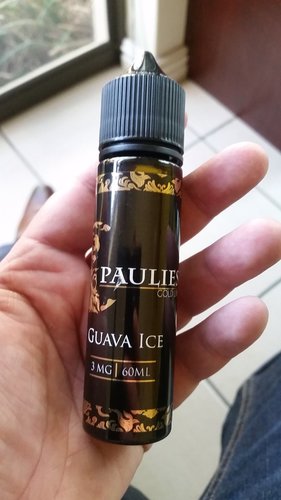 PAULIES
GUAVA ICE
3 MG | 60ML